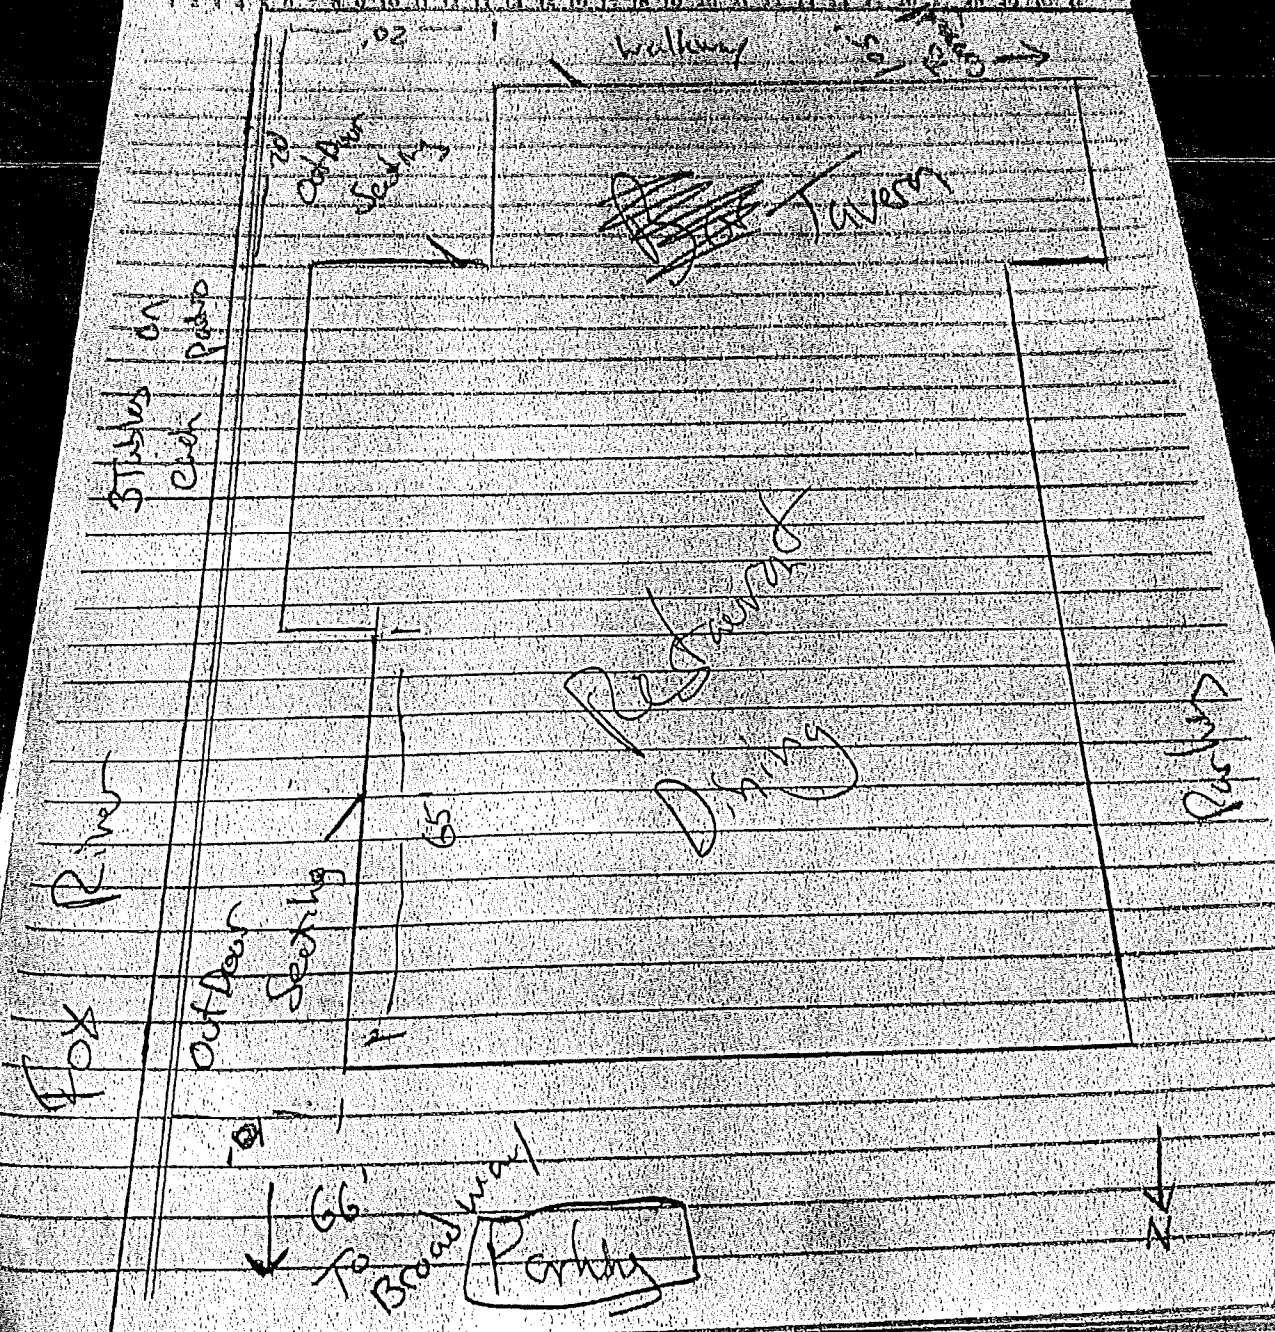 20'
Walkway
20'
OutDoor
Seating
Tavern
3 Tables on
each patio
Restaurant
Dining
65'
Parking
Fox River
OutDoor
Seating
66'
To
Broadway
Parking
N